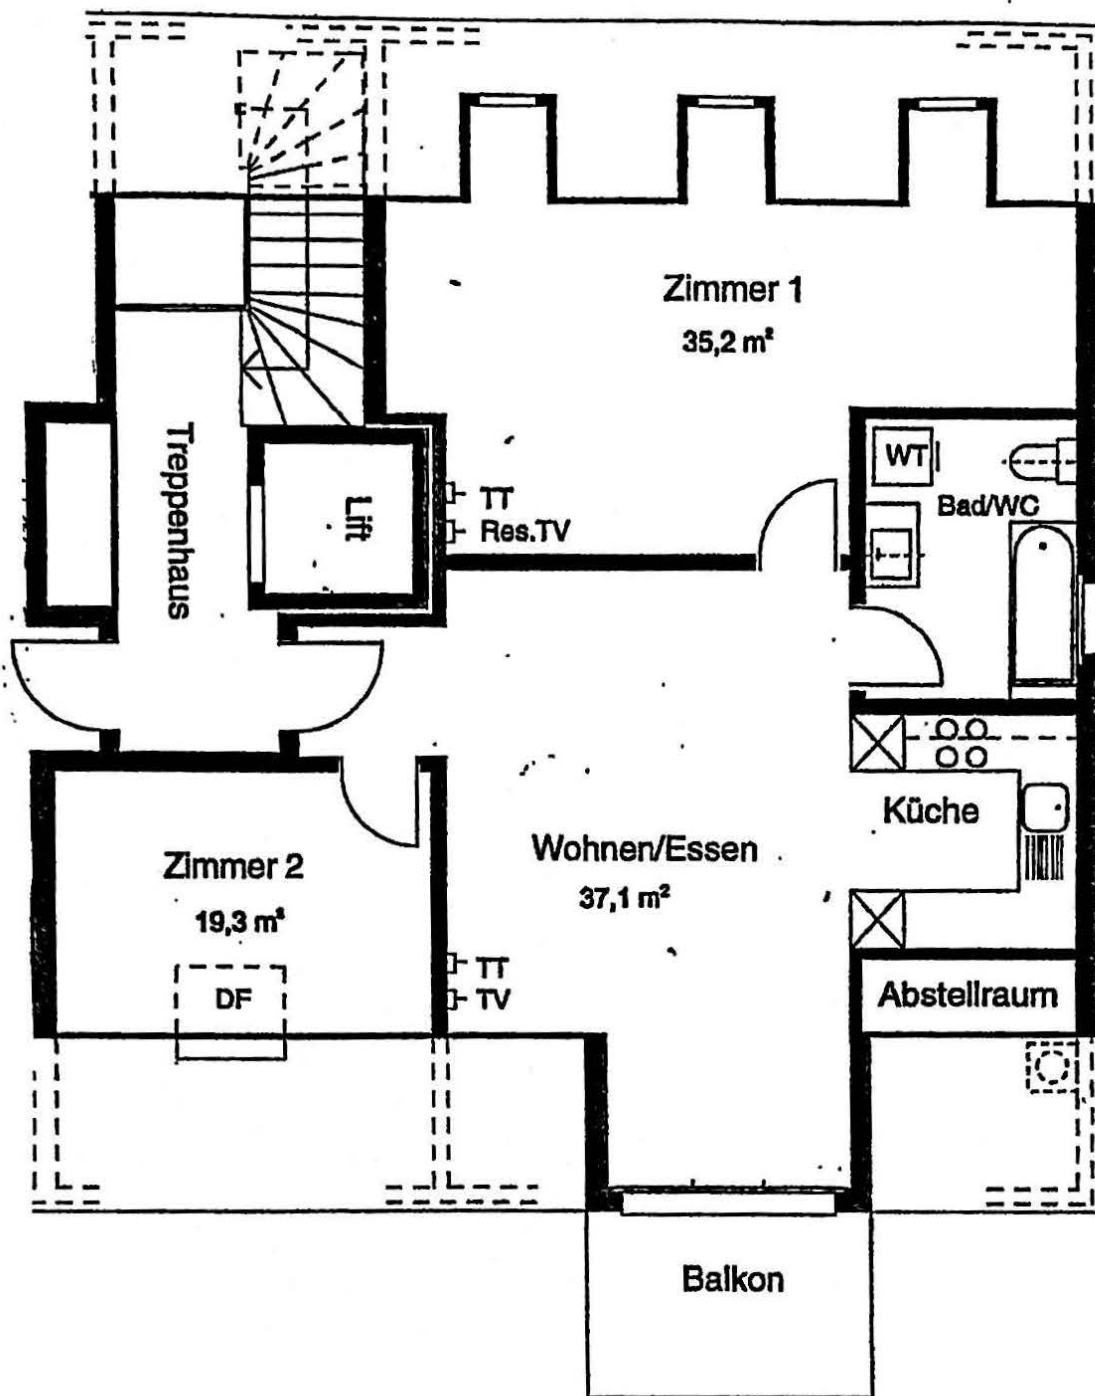 Zimmer 1
35,2 m²
Treppenhaus
Lift
TT
Res.TV
WT
Bad/WC
Küche
Wohnen/Essen
37,1 m²
Zimmer 2
19,3 m²
DF
TT
TV
Abstellraum
Balkon